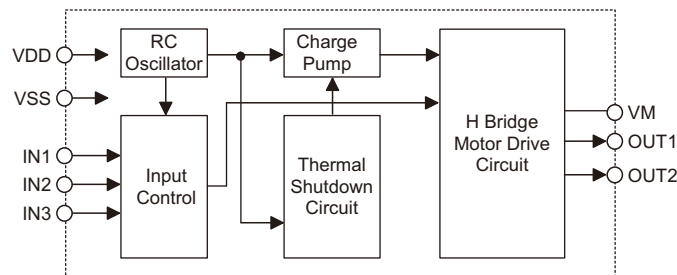 VDD
VSS
IN1
IN2
IN3
RC
Oscillator
Charge
Pump
Input
Control
Thermal
Shutdown
Circuit
H Bridge
Motor Drive
Circuit
VM
OUT1
OUT2